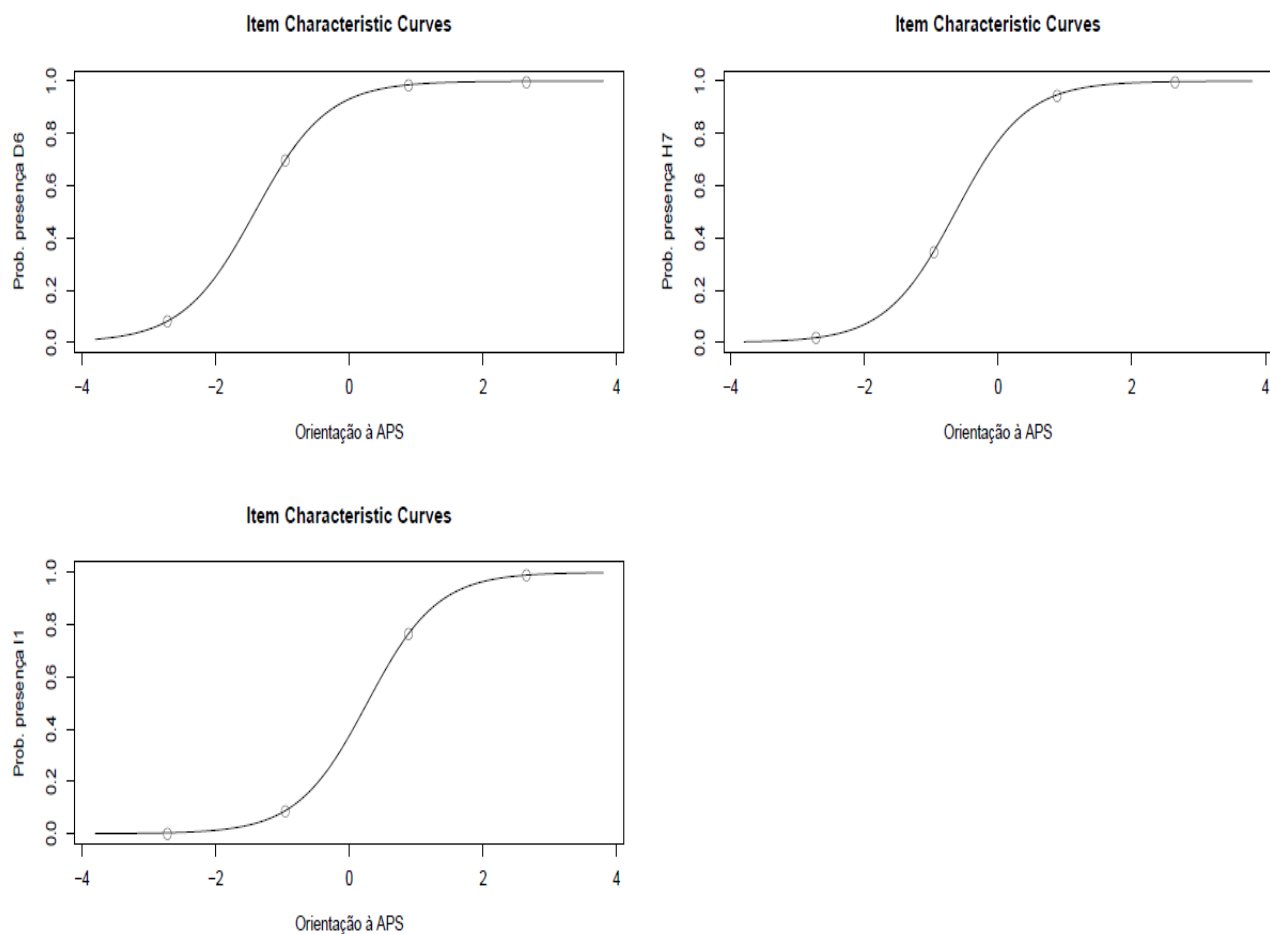 Item Characteristic Curves
Prob. presença D6
1.0
0.8
0.6
0.4
0.2
0.0
−4 −2 0 2 4
Orientação à APS
Item Characteristic Curves
Prob. presença H7
1.0
0.8
0.6
0.4
0.2
0.0
−4 −2 0 2 4
Orientação à APS
Item Characteristic Curves
Prob. presença I1
1.0
0.8
0.6
0.4
0.2
0.0
−4 −2 0 2 4
Orientação à APS